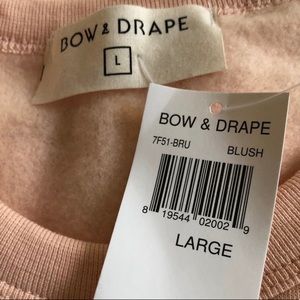 BOW & DRAPE
L
BOW & DRAPE
7F51-BRU BLUSH
8 19544 02002 9
LARGE